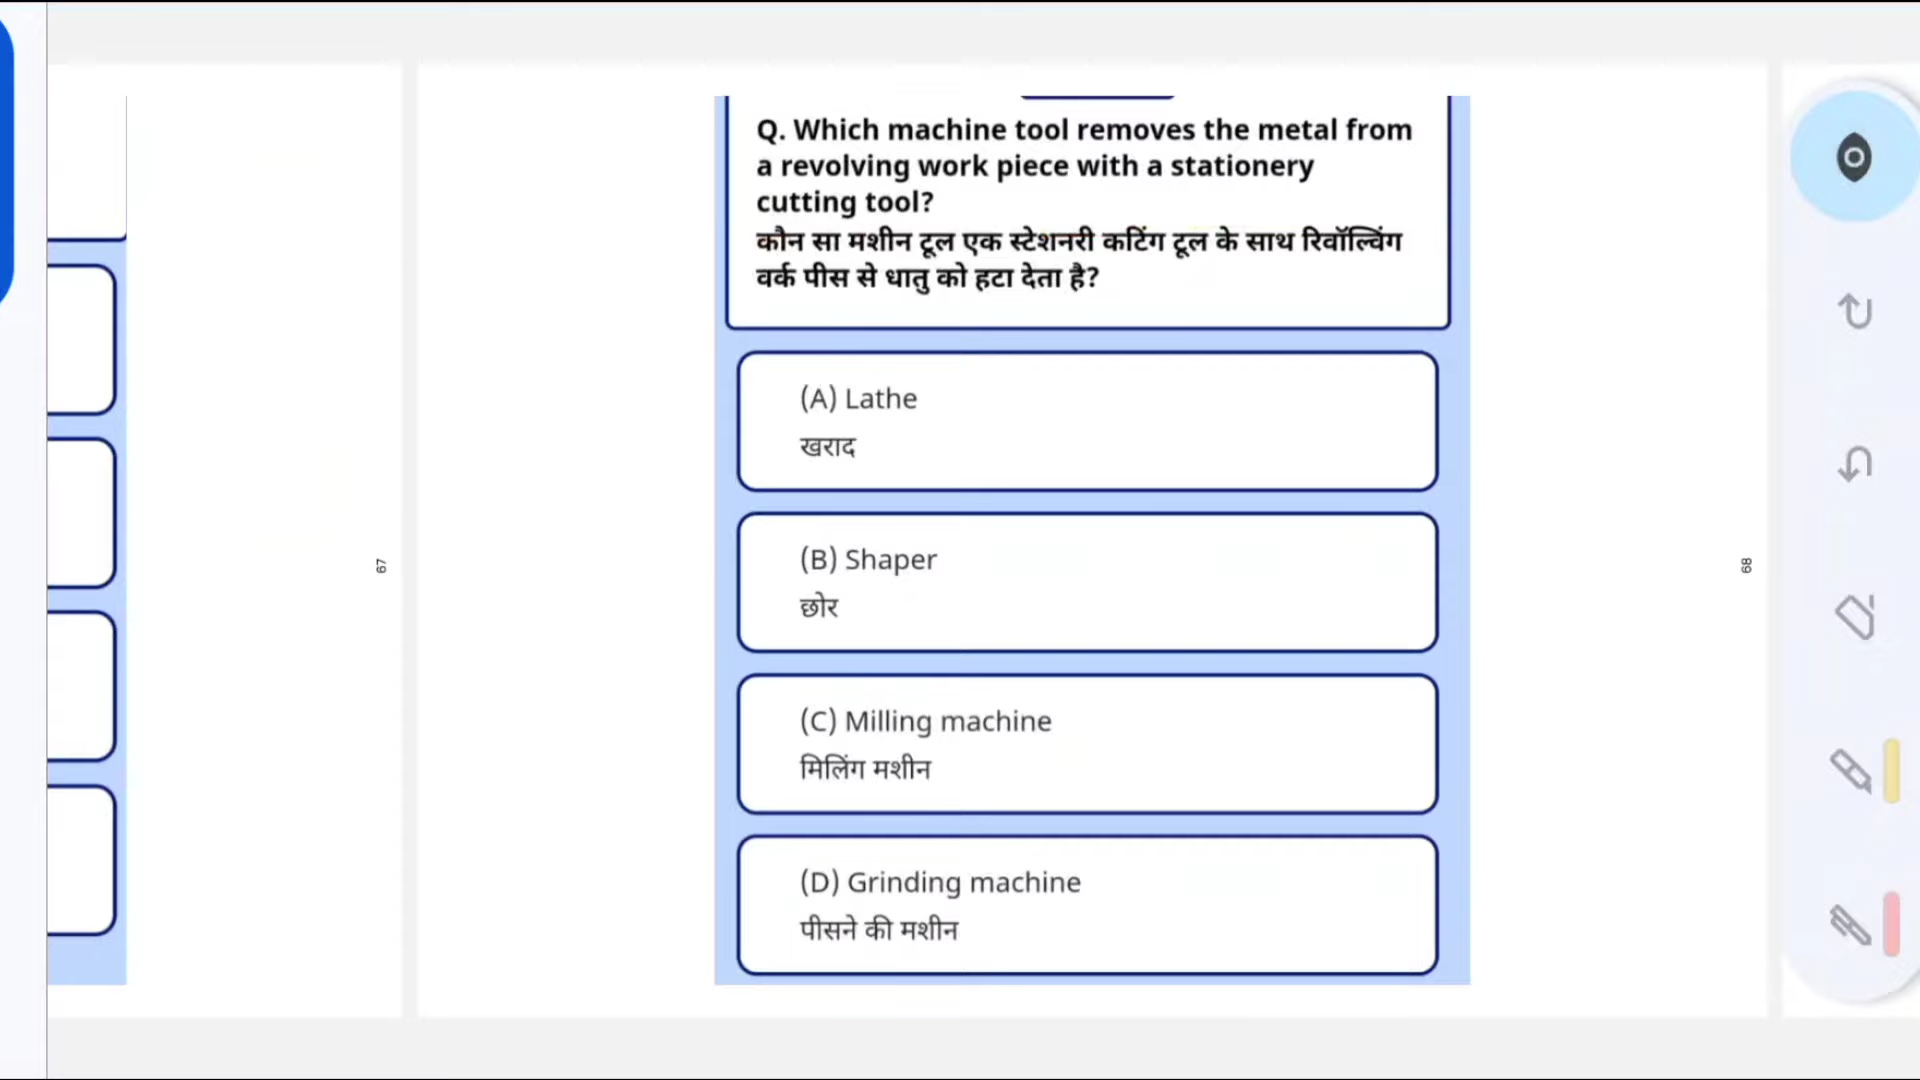 Q. Which machine tool removes the metal from
a revolving work piece with a stationery
cutting tool?
कौन सा मशीन टूल एक स्टेशनरी कटिंग टूल के साथ रिवॉल्विंग
वर्क पीस से धातु को हटा देता है?
(A) Lathe
खराद
(B) Shaper
छोर
(C) Milling machine
मिलिंग मशीन
(D) Grinding machine
पीसने की मशीन
67
68